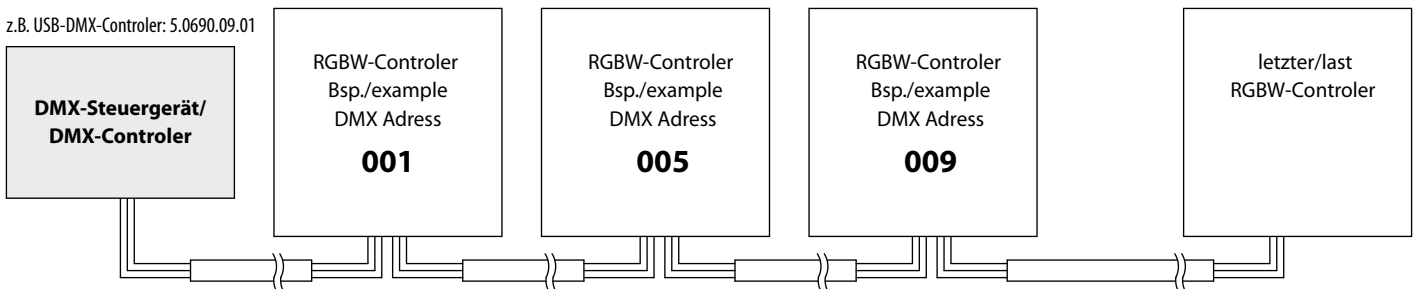 z.B. USB-DMX-Controler: 5.0690.09.01
DMX-Steuergerät/
DMX-Controler
RGBW-Controler
Bsp./example
DMX Adress
001
RGBW-Controler
Bsp./example
DMX Adress
005
RGBW-Controler
Bsp./example
DMX Adress
009
letzter/last
RGBW-Controler